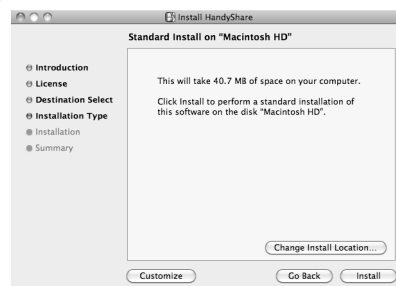 Install HandyShare
Standard Install on "Macintosh HD"
Introduction
License
Destination Select
Installation Type
Installation
Summary
This will take 40.7 MB of space on your computer.
Click Install to perform a standard installation of
this software on the disk "Macintosh HD".
Change Install Location...
Customize
Go Back
Install